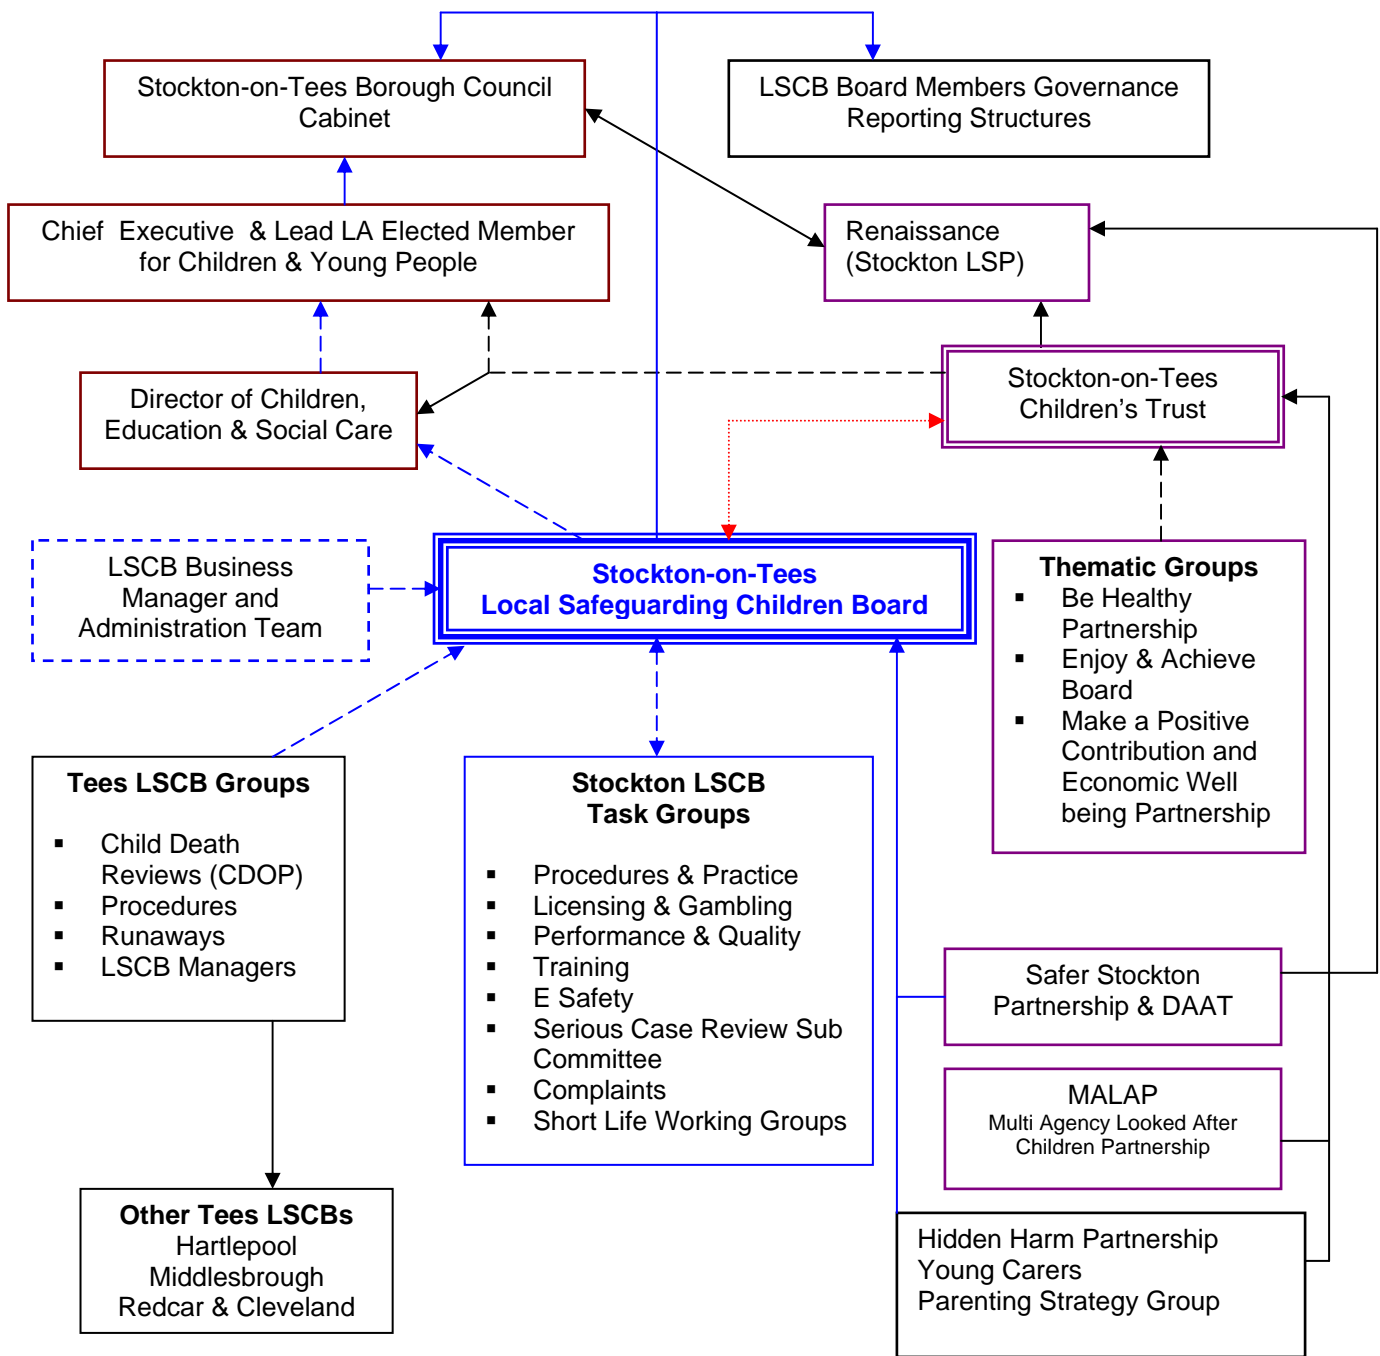 Stockton-on-Tees Borough Council
Cabinet
LSCB Board Members Governance
Reporting Structures
Chief Executive & Lead LA Elected Member
for Children & Young People
Renaissance
(Stockton LSP)
Director of Children,
Education & Social Care
Stockton-on-Tees
Children’s Trust
LSCB Business
Manager and
Administration Team
Stockton-on-Tees
Local Safeguarding Children Board
Thematic Groups
▪ Be Healthy
Partnership
▪ Enjoy & Achieve
Board
▪ Make a Positive
Contribution and
Economic Well
being Partnership
Tees LSCB Groups
▪ Child Death
Reviews (CDOP)
▪ Procedures
▪ Runaways
▪ LSCB Managers
Stockton LSCB
Task Groups
▪ Procedures & Practice
▪ Licensing & Gambling
▪ Performance & Quality
▪ Training
▪ E Safety
▪ Serious Case Review Sub
Committee
▪ Complaints
▪ Short Life Working Groups
Safer Stockton
Partnership & DAAT
MALAP
Multi Agency Looked After
Children Partnership
Other Tees LSCBs
Hartlepool
Middlesbrough
Redcar & Cleveland
Hidden Harm Partnership
Young Carers
Parenting Strategy Group